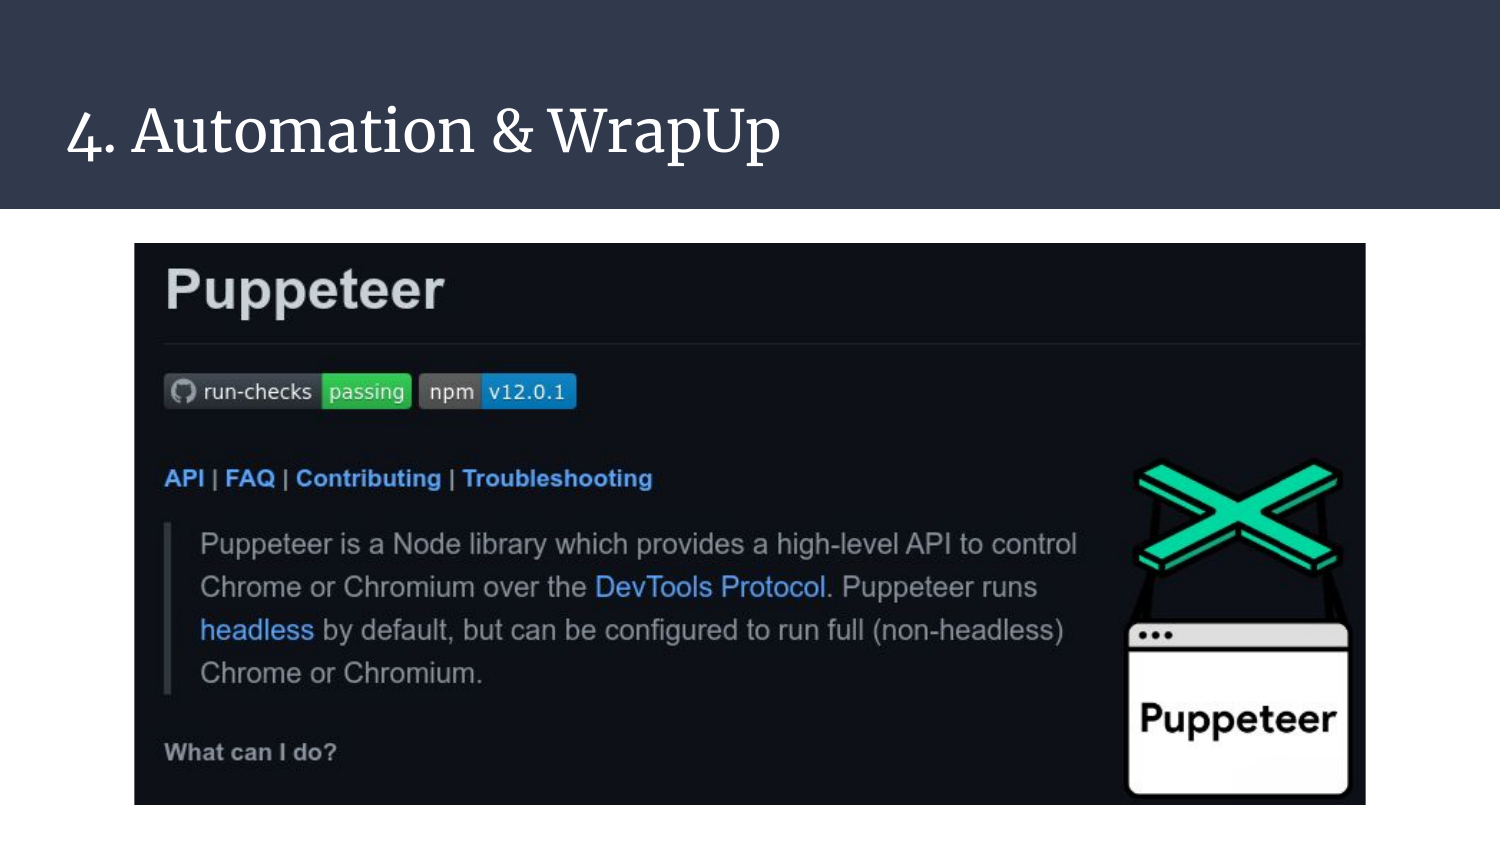 4. Automation & WrapUp
Puppeteer
run-checks passing npm v12.0.1
API | FAQ | Contributing | Troubleshooting
Puppeteer is a Node library which provides a high-level API to control
Chrome or Chromium over the DevTools Protocol. Puppeteer runs
headless by default, but can be configured to run full (non-headless)
Chrome or Chromium.
Puppeteer
What can I do?